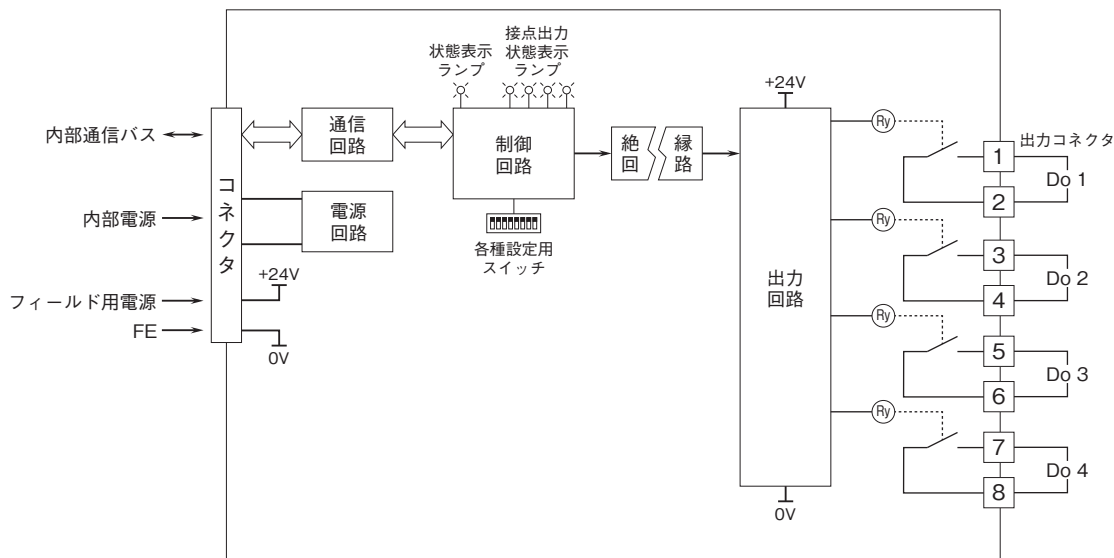 状態表示
ランプ
接点出力
状態表示
ランプ
内部通信バス
コネクタ
通信
回路
制御
回路
絶 縁
回 路
+24V
Ry
出力コネクタ
1
Do 1
2
内部電源
電源
回路
各種設定用
スイッチ
Ry
3
Do 2
4
出力
回路
フィールド用電源
+24V
FE
0V
Ry
5
Do 3
6
Ry
7
Do 4
8
0V